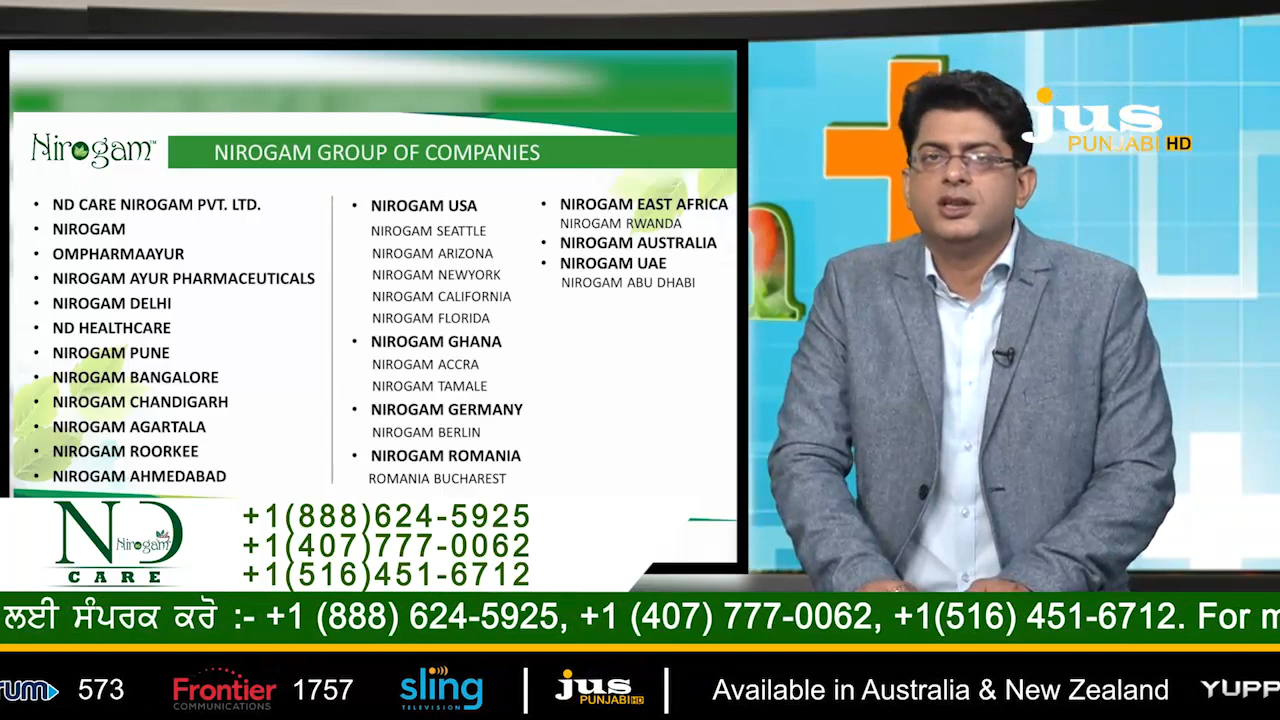 Nirogam™
NIROGAM GROUP OF COMPANIES
• ND CARE NIROGAM PVT. LTD.
• NIROGAM
• OMPHARMAAYUR
• NIROGAM AYUR PHARMACEUTICALS
• NIROGAM DELHI
• ND HEALTHCARE
• NIROGAM PUNE
• NIROGAM BANGALORE
• NIROGAM CHANDIGARH
• NIROGAM AGARTALA
• NIROGAM ROORKEE
• NIROGAM AHMEDABAD
• NIROGAM USA
NIROGAM SEATTLE
NIROGAM ARIZONA
NIROGAM NEWYORK
NIROGAM CALIFORNIA
NIROGAM FLORIDA
• NIROGAM GHANA
NIROGAM ACCRA
NIROGAM TAMALE
• NIROGAM GERMANY
NIROGAM BERLIN
• NIROGAM ROMANIA
ROMANIA BUCHAREST
• NIROGAM EAST AFRICA
NIROGAM RWANDA
• NIROGAM AUSTRALIA
• NIROGAM UAE
NIROGAM ABU DHABI
jus
PUNJABI HD
ND
Nirogam
CARE
+1(888)624-5925
+1(407)777-0062
+1(516)451-6712
ਲਈ ਸੰਪਰਕ ਕਰੋ :- +1 (888) 624-5925, +1 (407) 777-0062, +1(516) 451-6712. For m
rum 573
Frontier
COMMUNICATIONS
1757
sling
TELEVISION
jus
PUNJABI HD
Available in Australia & New Zealand
YUPP